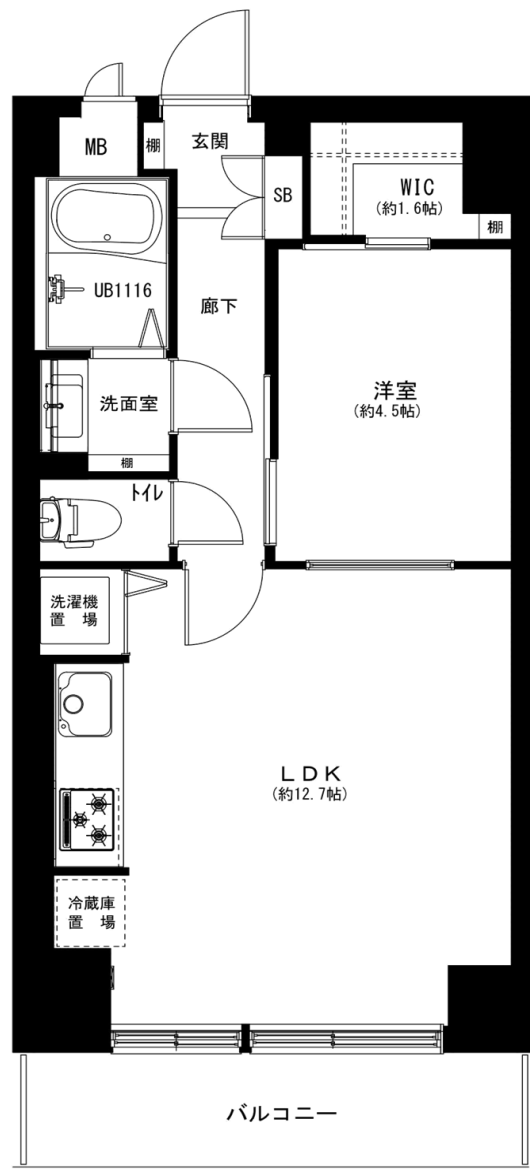 MB
棚
玄関
SB
WIC
(約1.6帖)
棚
UB1116
廊下
洋室
(約4.5帖)
洗面室
棚
トイレ
洗濯機
置 場
LDK
(約12.7帖)
冷蔵庫
置 場
バルコニー